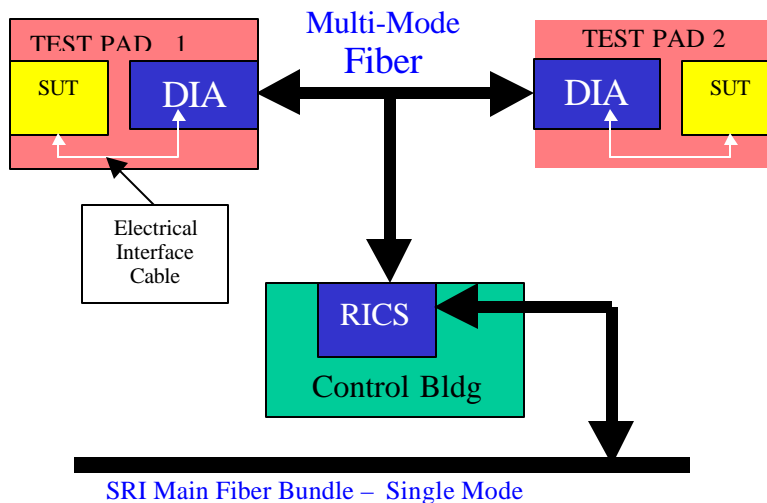 TEST PAD 1
SUT
DIA
Multi-Mode
Fiber
TEST PAD 2
DIA
SUT
Electrical
Interface
Cable
RICS
Control Bldg
SRI Main Fiber Bundle – Single Mode